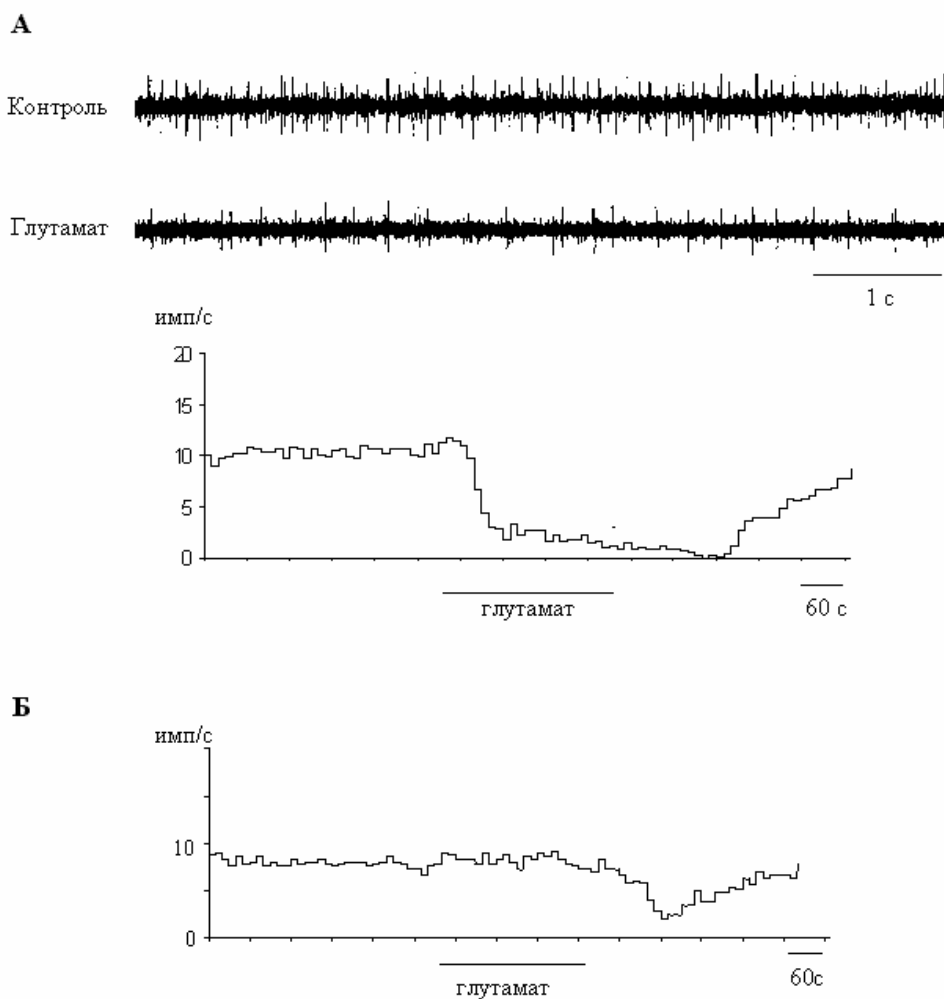 А
Контроль
Глутамат
1 с
имп/с
20
15
10
5
0
глутамат
60 с
Б
имп/с
10
0
глутамат
60с